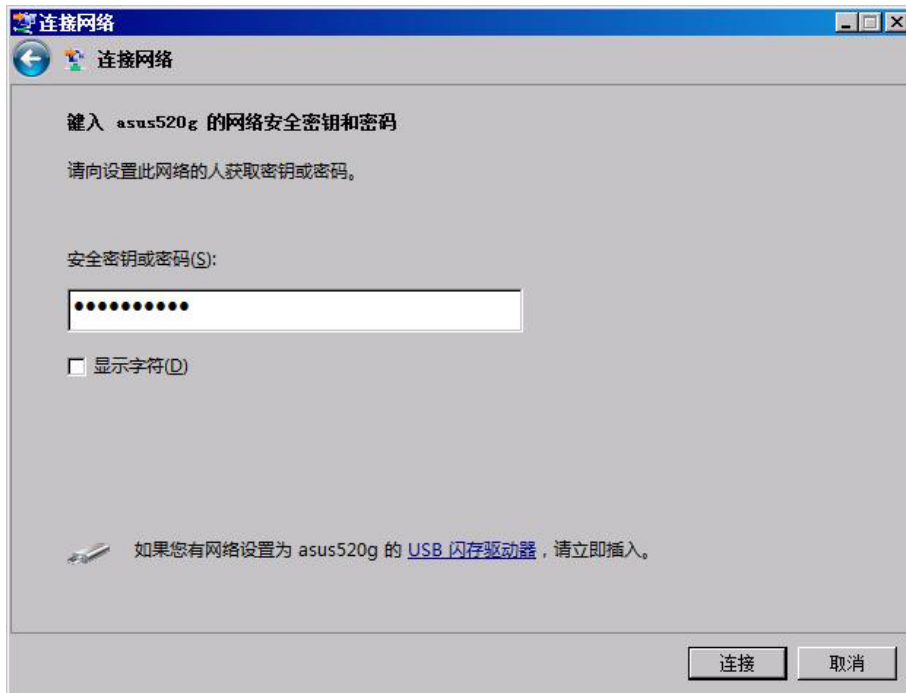 连接网络
连接网络
键入 asus520g 的网络安全密钥和密码
请向设置此网络的人获取密钥或密码。
安全密钥或密码(S):
●●●●●●●●●●
显示字符(D)
如果您有网络设置为 asus520g 的 USB 闪存驱动器，请立即插入。
连接 取消